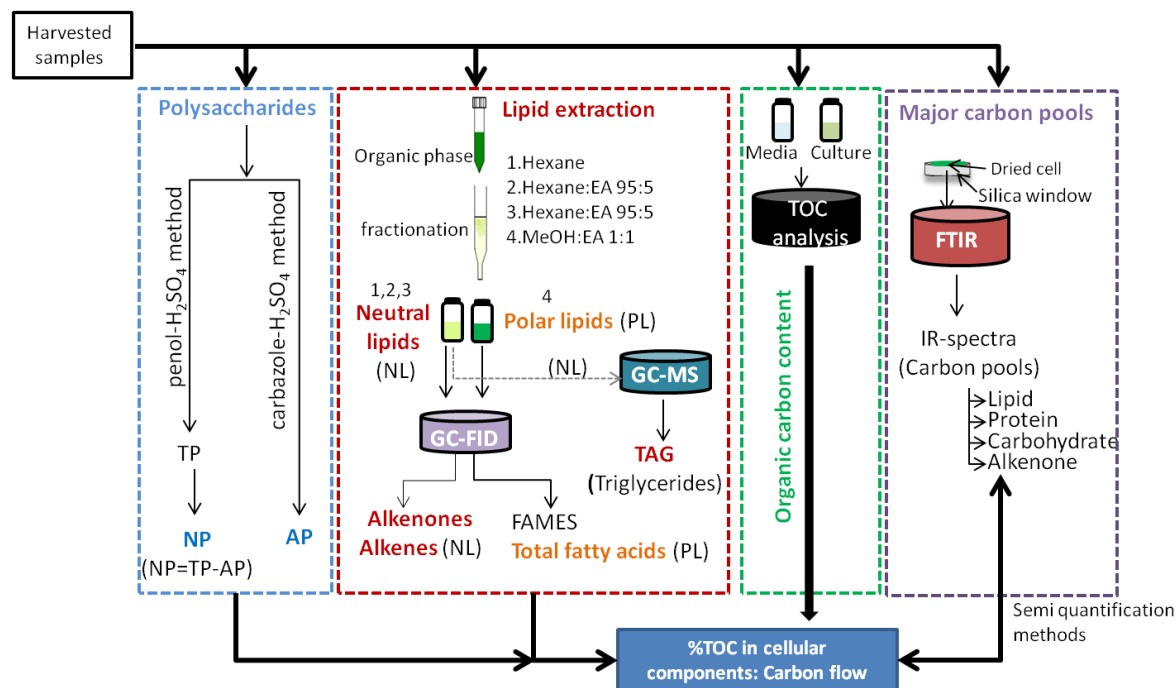 Harvested
samples
Polysaccharides
penol-H₂SO₄ method
carbazole-H₂SO₄ method
TP
NP
(NP=TP-AP)
AP
Lipid extraction
Organic phase
fractionation
1.Hexane
2.Hexane:EA 95:5
3.Hexane:EA 95:5
4.MeOH:EA 1:1
1,2,3
Neutral
lipids
(NL)
4
Polar lipids (PL)
(NL)
GC-MS
GC-FID
TAG
(Triglycerides)
Alkenones
Alkenes (NL)
FAMES
Total fatty acids (PL)
Media Culture
TOC
analysis
Organic carbon content
Major carbon pools
Dried cell
Silica window
FTIR
IR-spectra
(Carbon pools)
Lipid
Protein
Carbohydrate
Alkenone
Semi quantification
methods
%TOC in cellular
components: Carbon flow